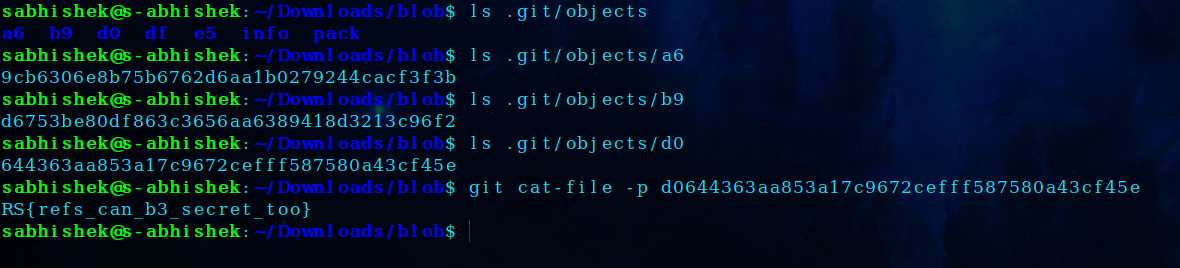 sabhishek@s-abhishek:~/Downloads/blob$ ls .git/objects
a6 b9 d0 df e5 info pack
sabhishek@s-abhishek:~/Downloads/blob$ ls .git/objects/a6
9cb6306e8b75b6762d6aa1b0279244cacf3f3b
sabhishek@s-abhishek:~/Downloads/blob$ ls .git/objects/b9
d6753be80df863c3656aa6389418d3213c96f2
sabhishek@s-abhishek:~/Downloads/blob$ ls .git/objects/d0
644363aa853a17c9672cefff587580a43cf45e
sabhishek@s-abhishek:~/Downloads/blob$ git cat-file -p d0644363aa853a17c9672cefff587580a43cf45e
RS{refs_can_b3_secret_too}
sabhishek@s-abhishek:~/Downloads/blob$